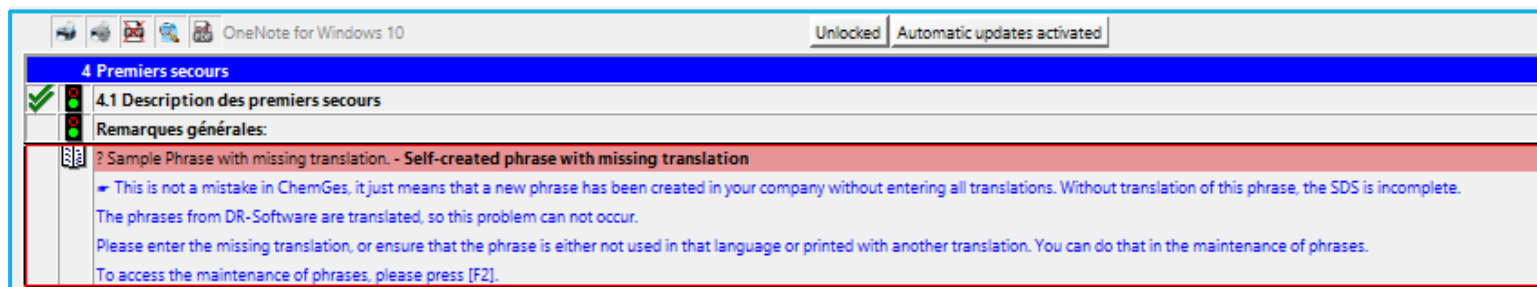 OneNote for Windows 10 Unlocked Automatic updates activated
4 Premiers secours
4.1 Description des premiers secours
Remarques générales:
? Sample Phrase with missing translation. - Self-created phrase with missing translation
☛ This is not a mistake in ChemGes, it just means that a new phrase has been created in your company without entering all translations. Without translation of this phrase, the SDS is incomplete.
The phrases from DR-Software are translated, so this problem can not occur.
Please enter the missing translation, or ensure that the phrase is either not used in that language or printed with another translation. You can do that in the maintenance of phrases.
To access the maintenance of phrases, please press [F2].